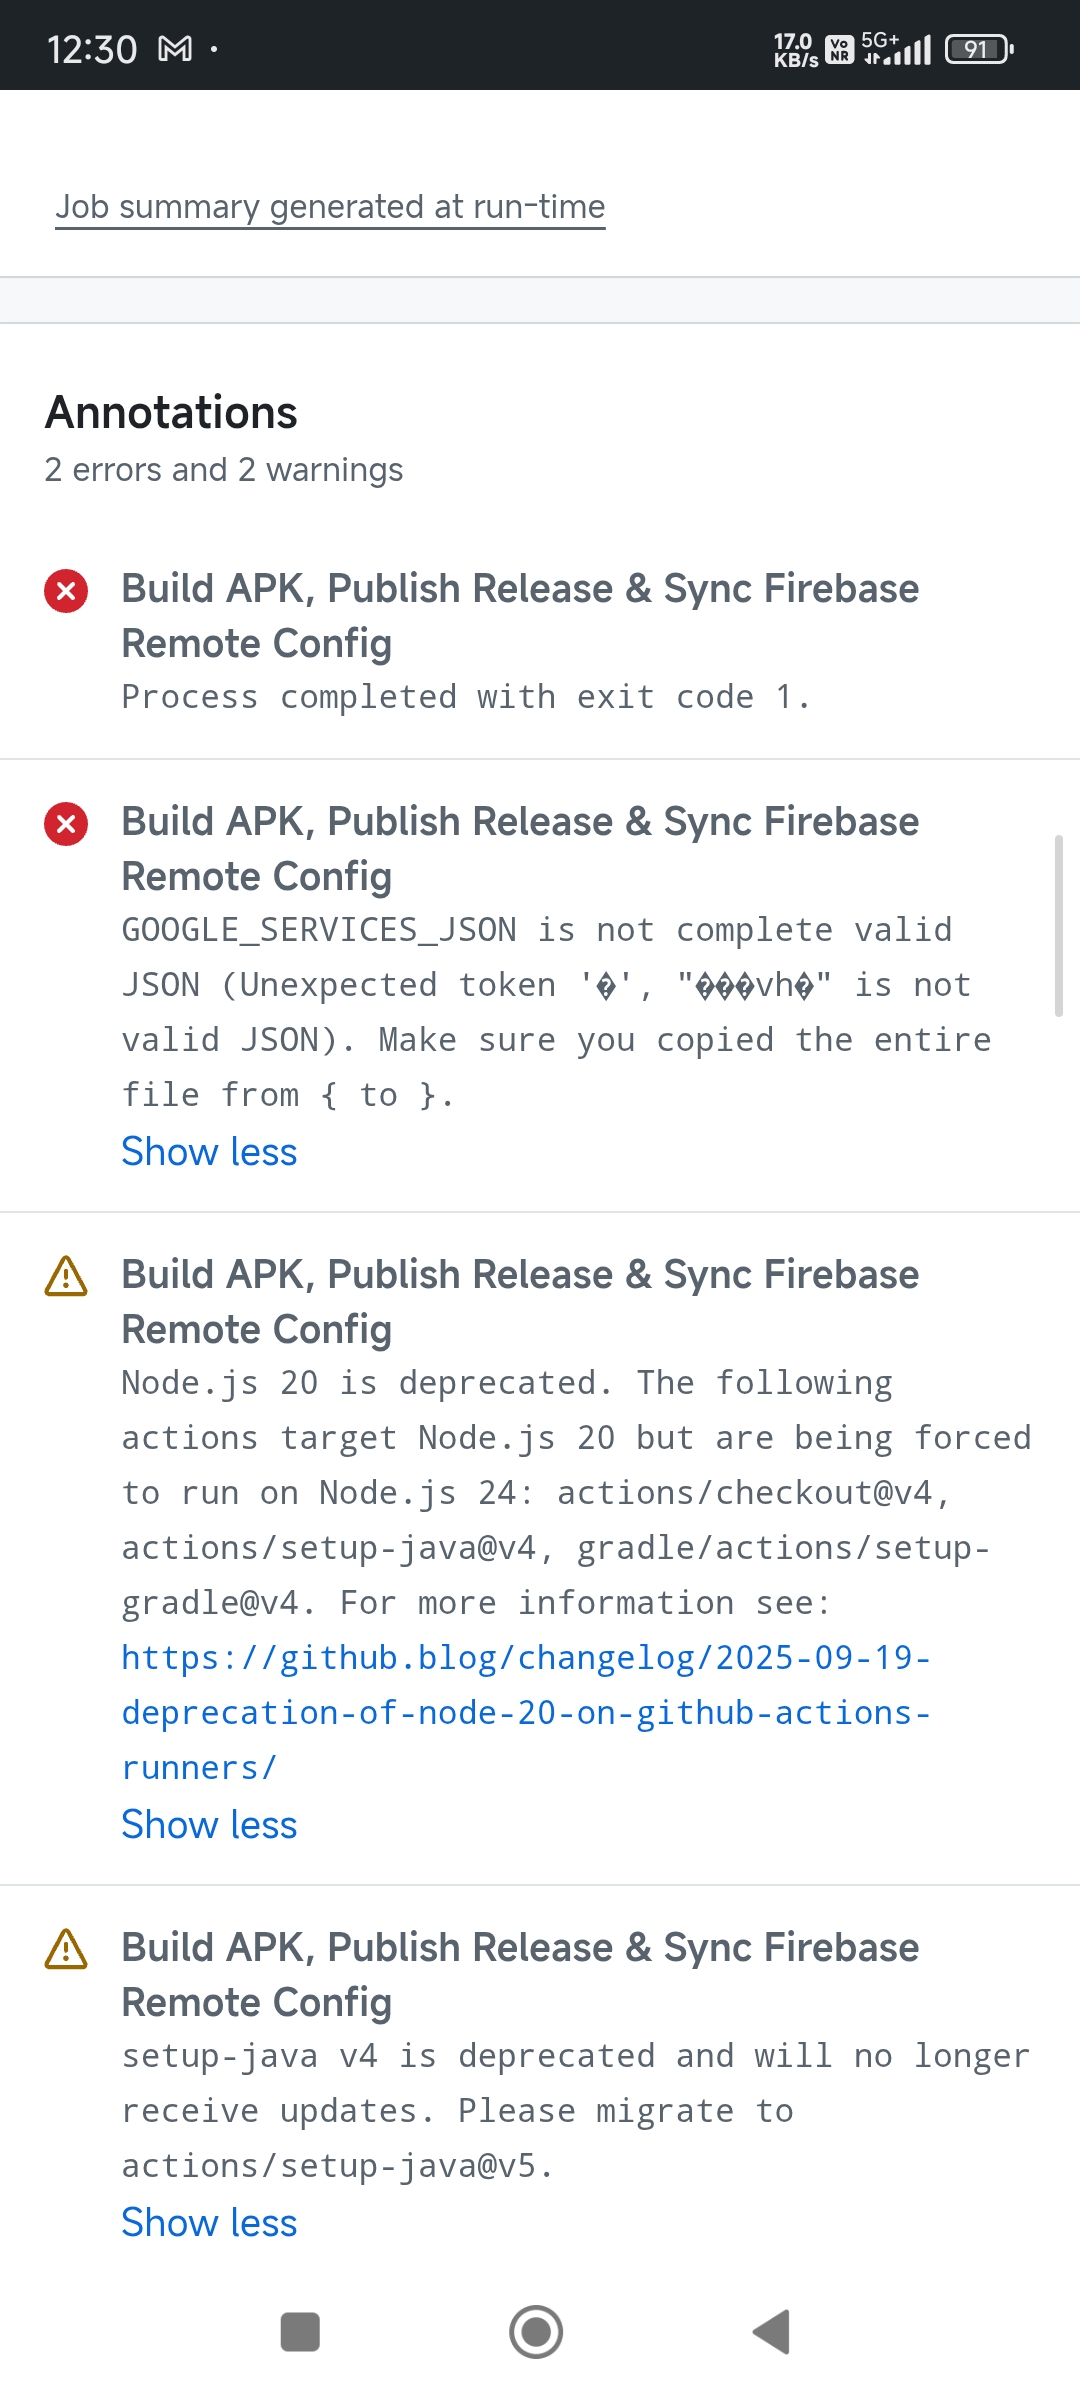 12:30
17.0 KB/s
Vo NR
5G+
91
Job summary generated at run-time
Annotations
2 errors and 2 warnings
Build APK, Publish Release & Sync Firebase
Remote Config
Process completed with exit code 1.
Build APK, Publish Release & Sync Firebase
Remote Config
GOOGLE_SERVICES_JSON is not complete valid
JSON (Unexpected token '�', "���vh�" is not
valid JSON). Make sure you copied the entire
file from { to }.
Show less
Build APK, Publish Release & Sync Firebase
Remote Config
Node.js 20 is deprecated. The following
actions target Node.js 20 but are being forced
to run on Node.js 24: actions/checkout@v4,
actions/setup-java@v4, gradle/actions/setup-
gradle@v4. For more information see:
https://github.blog/changelog/2025-09-19-
deprecation-of-node-20-on-github-actions-
runners/
Show less
Build APK, Publish Release & Sync Firebase
Remote Config
setup-java v4 is deprecated and will no longer
receive updates. Please migrate to
actions/setup-java@v5.
Show less